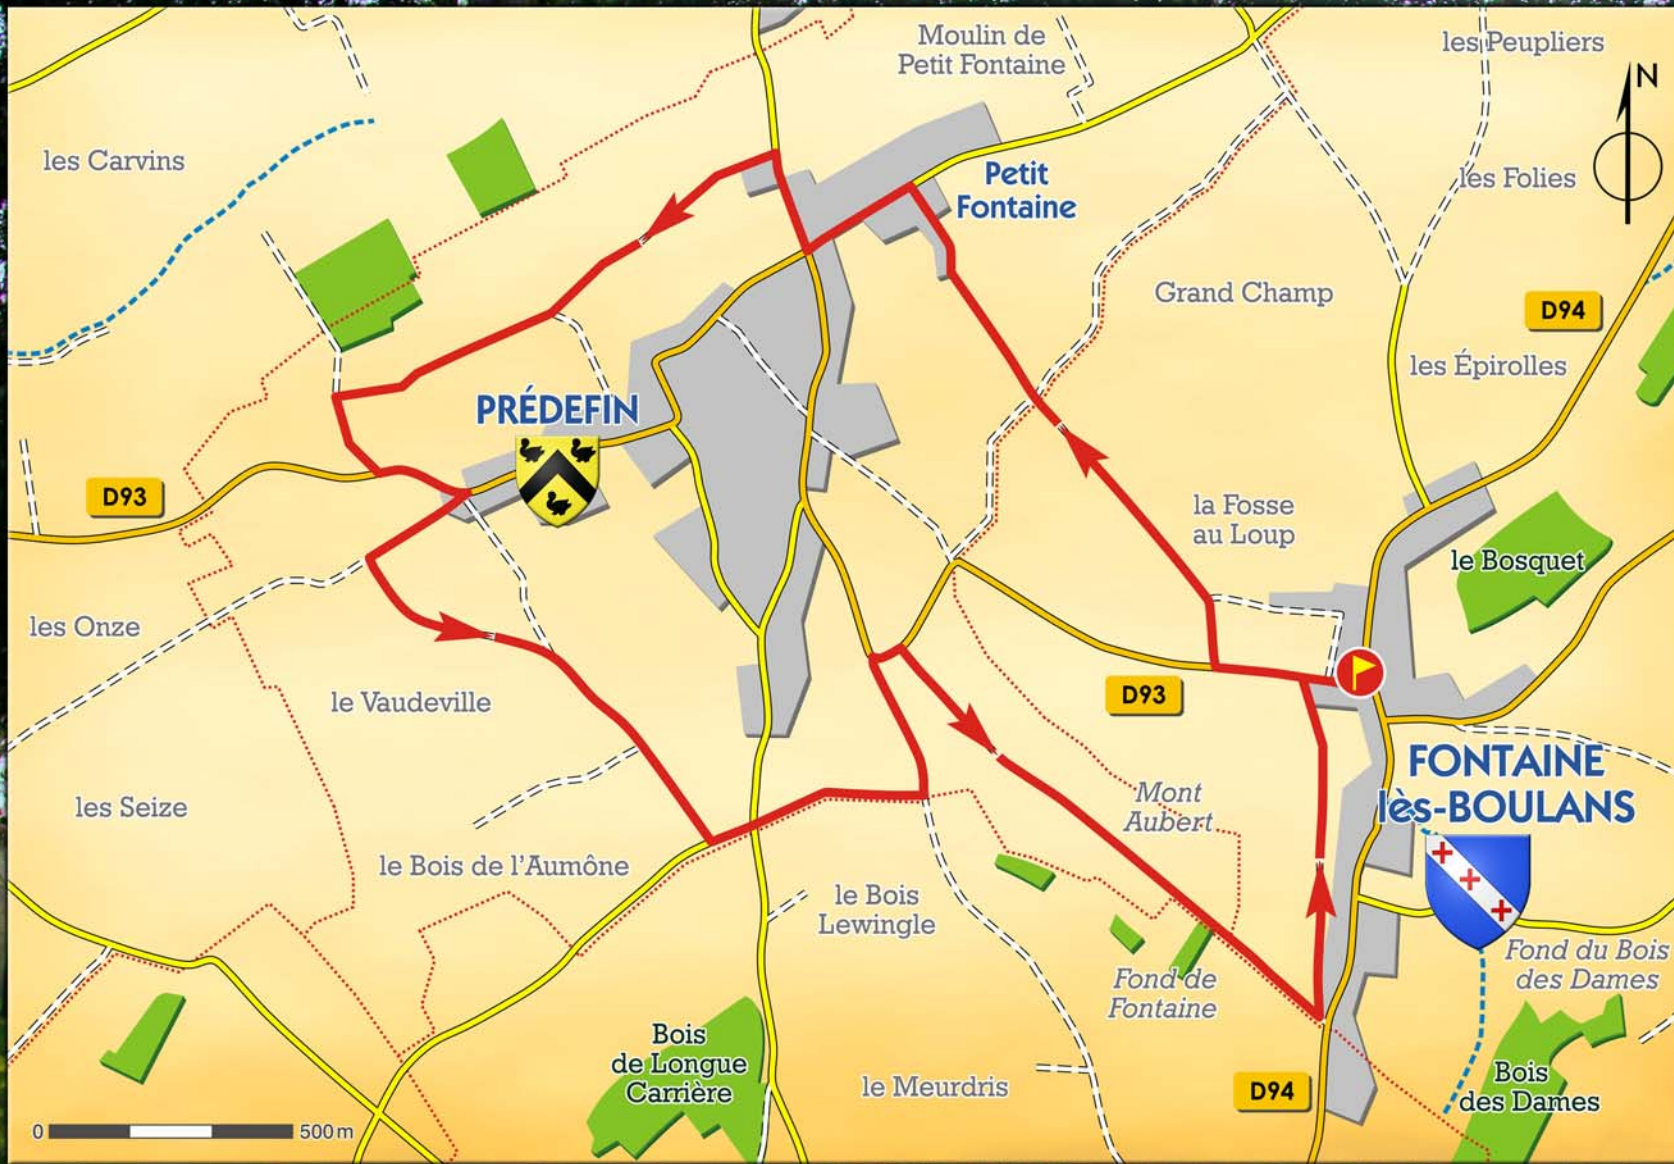 Moulin de
Petit Fontaine
les Peupliers
N
les Carvins
Petit
Fontaine
les Folies
Grand Champ
D94
les Épirolles
PRÉDEFIN
D93
la Fosse
au Loup
le Bosquet
les Onze
le Vaudeville
D93
FONTAINE
lès-BOULANS
les Seize
Mont
Aubert
le Bois de l'Aumône
le Bois
Lewingle
Fond de
Fontaine
Fond du Bois
des Dames
Bois
de Longue
Carrière
le Meurdris
D94
Bois
des Dames
0 500 m